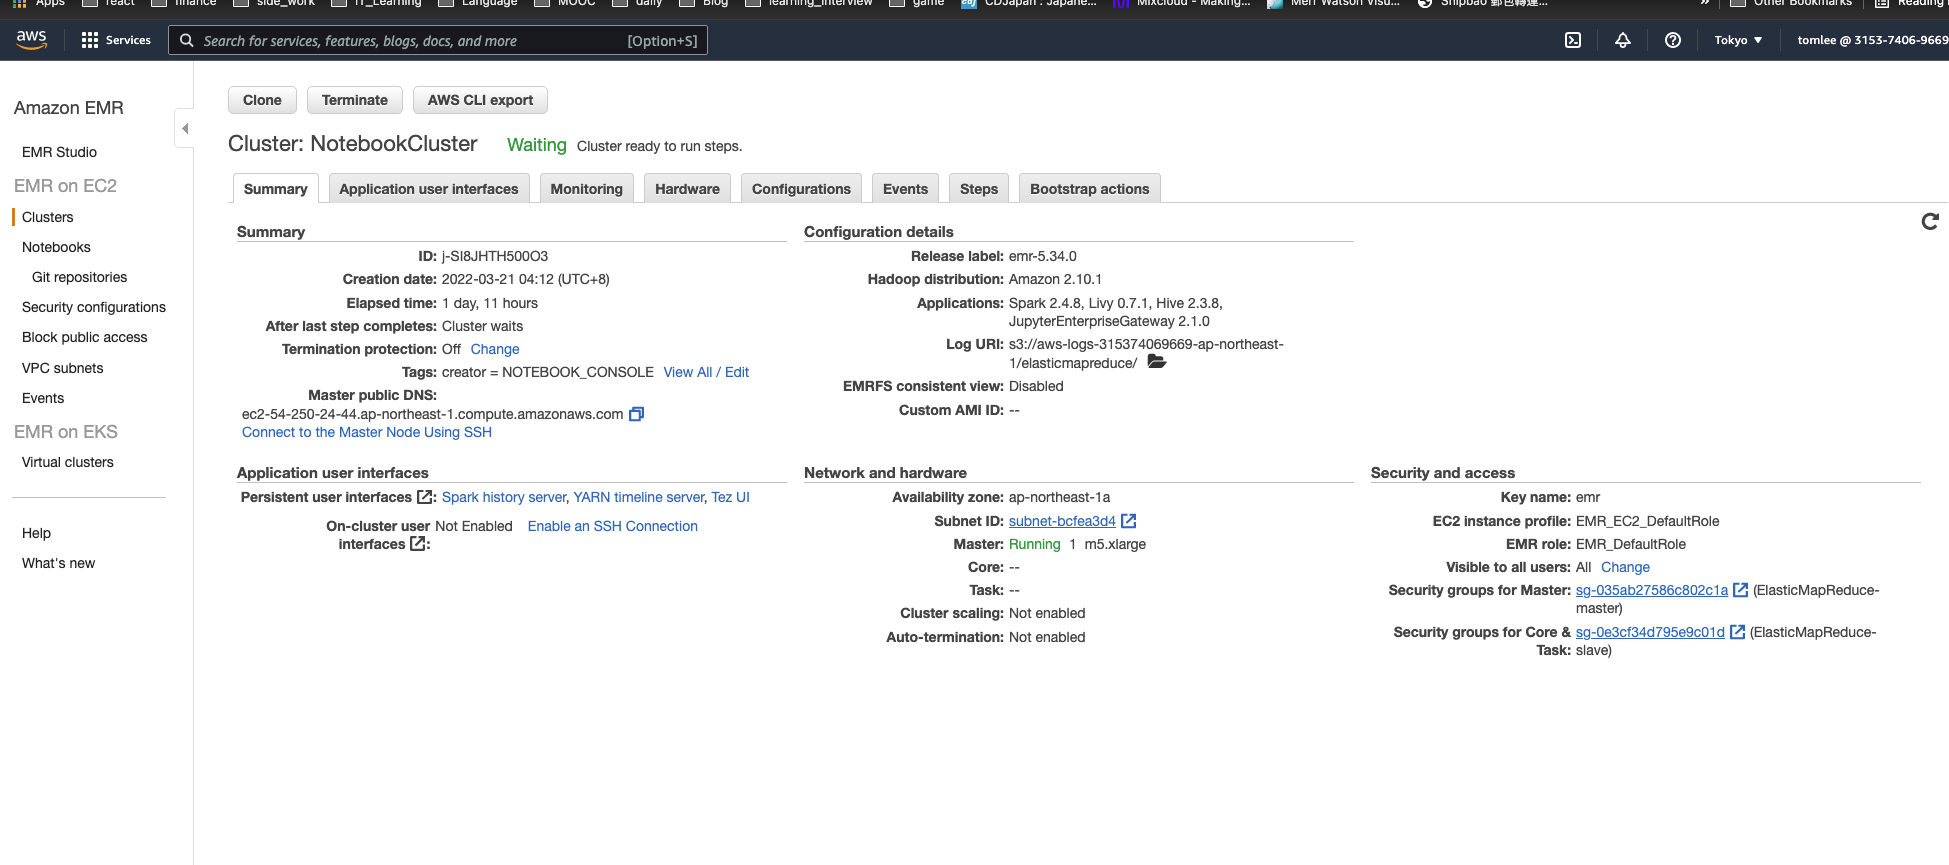 Apps react finance side_work IT_Learning Language MOOC daily Blog learning_interview game CDJapan : Japane... Mixcloud - Making... Mert Watson Visu... » Other Bookmarks Reading
aws Services Search for services, features, blogs, docs, and more [Option+S] Tokyo ▼ tomlee @ 3153-7406-9669
Amazon EMR
EMR Studio
EMR on EC2
Clusters
Notebooks
Git repositories
Security configurations
Block public access
VPC subnets
Events
EMR on EKS
Virtual clusters
Help
What's new
Clone Terminate AWS CLI export
Cluster: NotebookCluster Waiting Cluster ready to run steps.
Summary Application user interfaces Monitoring Hardware Configurations Events Steps Bootstrap actions
Summary
ID: j-SI8JHTH500O3
Creation date: 2022-03-21 04:12 (UTC+8)
Elapsed time: 1 day, 11 hours
After last step completes: Cluster waits
Termination protection: Off Change
Tags: creator = NOTEBOOK_CONSOLE View All / Edit
Master public DNS:
ec2-54-250-24-44.ap-northeast-1.compute.amazonaws.com
Connect to the Master Node Using SSH
Configuration details
Release label: emr-5.34.0
Hadoop distribution: Amazon 2.10.1
Applications: Spark 2.4.8, Livy 0.7.1, Hive 2.3.8,
JupyterEnterpriseGateway 2.1.0
Log URI: s3://aws-logs-315374069669-ap-northeast-
1/elasticmapreduce/
EMRFS consistent view: Disabled
Custom AMI ID: --
Application user interfaces
Persistent user interfaces : Spark history server, YARN timeline server, Tez UI
On-cluster user Not Enabled Enable an SSH Connection
interfaces :
Network and hardware
Availability zone: ap-northeast-1a
Subnet ID: subnet-bcfea3d4
Master: Running 1 m5.xlarge
Core: --
Task: --
Cluster scaling: Not enabled
Auto-termination: Not enabled
Security and access
Key name: emr
EC2 instance profile: EMR_EC2_DefaultRole
EMR role: EMR_DefaultRole
Visible to all users: All Change
Security groups for Master: sg-035ab27586c802c1a (ElasticMapReduce-
master)
Security groups for Core & sg-0e3cf34d795e9c01d (ElasticMapReduce-
Task: slave)